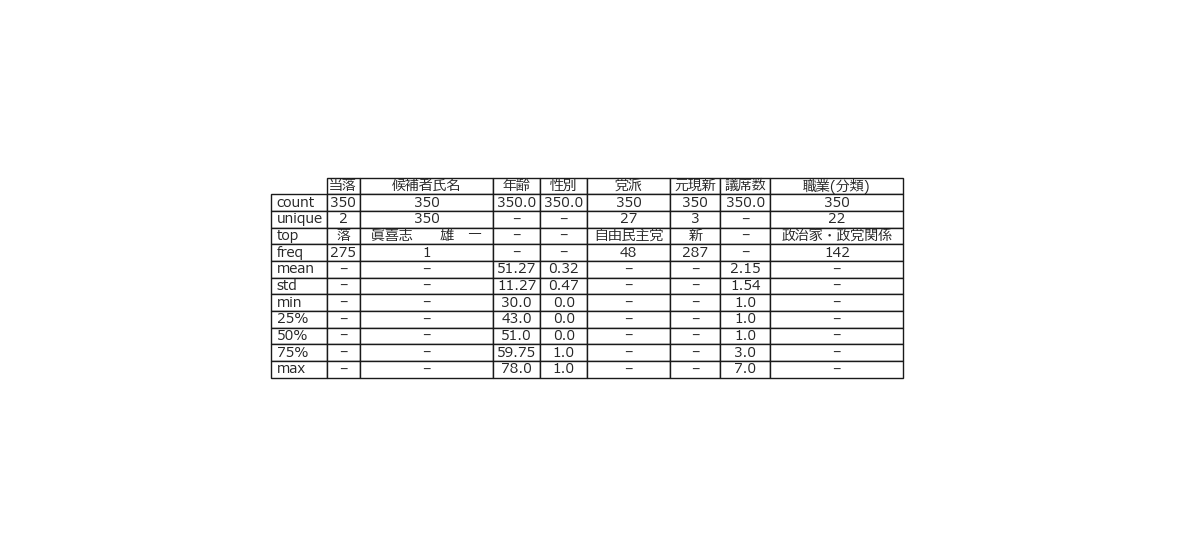 当落 候補者氏名 年齢 性別 党派 元現新 議席数 職業(分類)
count 350 350 350.0 350.0 350 350 350.0 350
unique 2 350 – – 27 3 – 22
top 落 眞喜志　　雄　一 – – 自由民主党 新 – 政治家・政党関係
freq 275 1 – – 48 287 – 142
mean – – 51.27 0.32 – – 2.15 –
std – – 11.27 0.47 – – 1.54 –
min – – 30.0 0.0 – – 1.0 –
25% – – 43.0 0.0 – – 1.0 –
50% – – 51.0 0.0 – – 1.0 –
75% – – 59.75 1.0 – – 3.0 –
max – – 78.0 1.0 – – 7.0 –